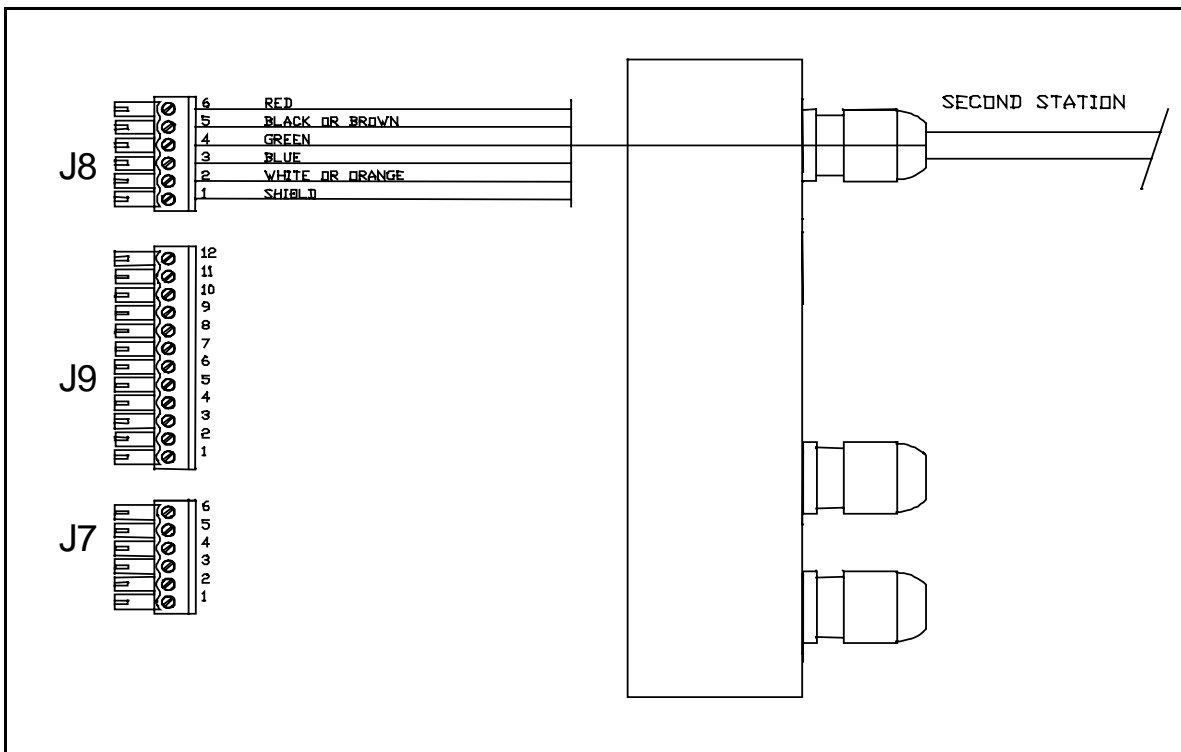 SECOND STATION
J8
6 RED
5 BLACK OR BROWN
4 GREEN
3 BLUE
2 WHITE OR ORANGE
1 SHIOLD
J9
12
11
10
9
8
7
6
5
4
3
2
1
J7
6
5
4
3
2
1